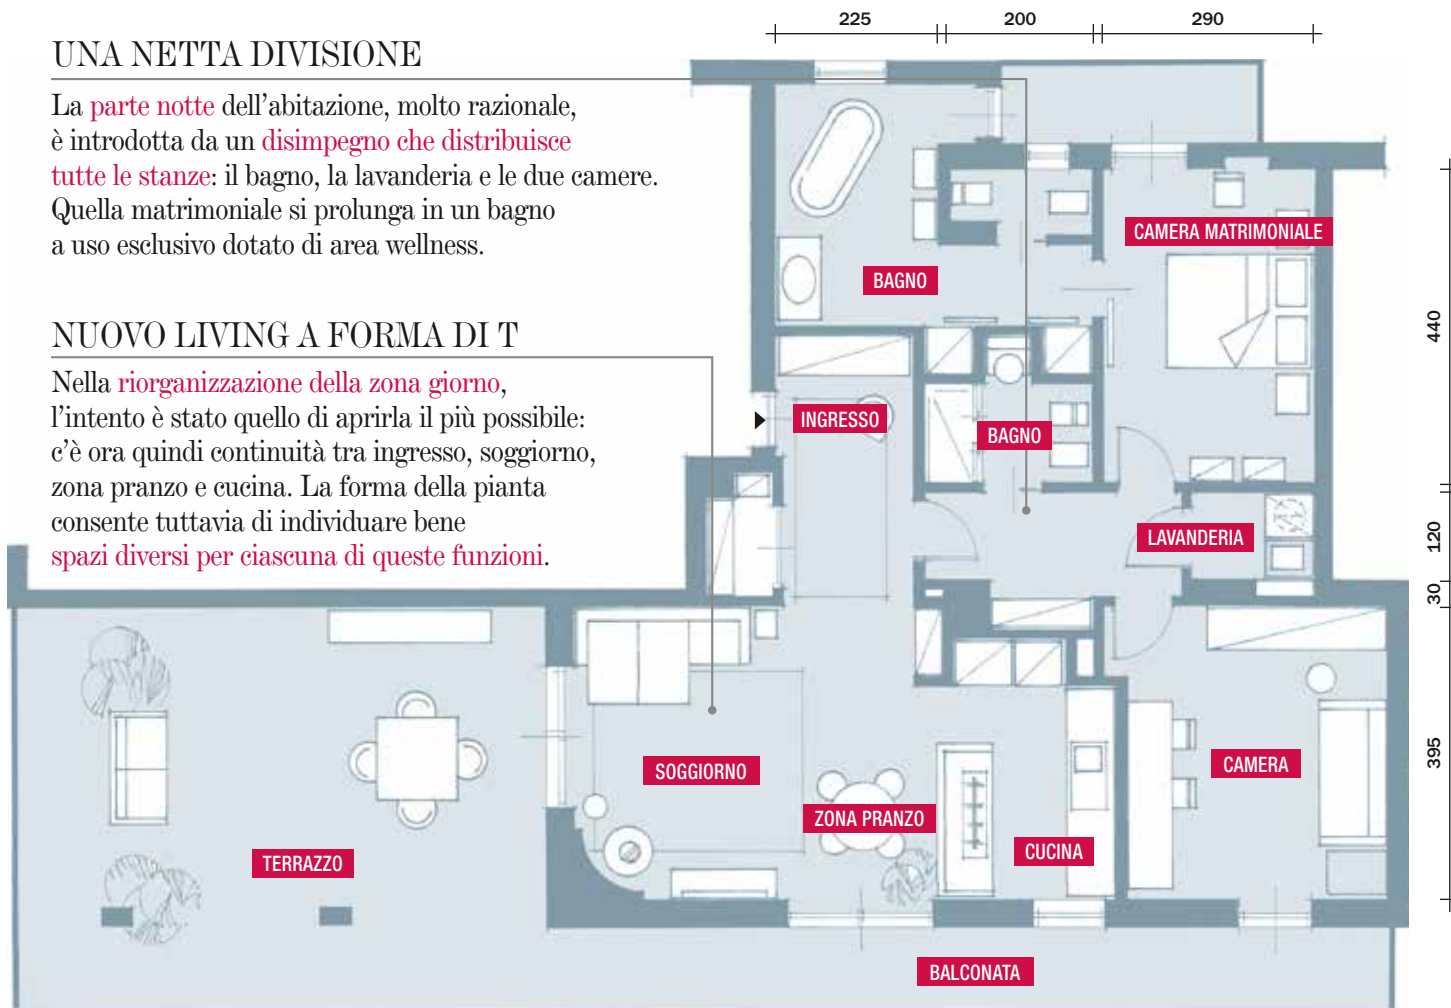 225
200
290
UNA NETTA DIVISIONE
La parte notte dell'abitazione, molto razionale,
è introdotta da un disimpegno che distribuisce
tutte le stanze: il bagno, la lavanderia e le due camere.
Quella matrimoniale si prolunga in un bagno
a uso esclusivo dotato di area wellness.
NUOVO LIVING A FORMA DI T
Nella riorganizzazione della zona giorno,
l'intento è stato quello di aprirla il più possibile:
c'è ora quindi continuità tra ingresso, soggiorno,
zona pranzo e cucina. La forma della pianta
consente tuttavia di individuare bene
spazi diversi per ciascuna di queste funzioni.
CAMERA MATRIMONIALE
BAGNO
INGRESSO
BAGNO
LAVANDERIA
SOGGIORNO
ZONA PRANZO
CUCINA
CAMERA
TERRAZZO
BALCONATA
440
120
30
395